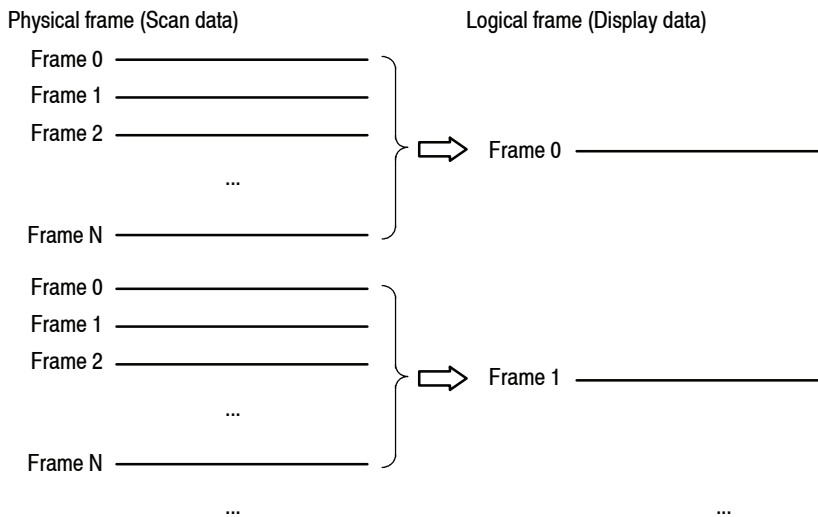 Physical frame (Scan data)
Logical frame (Display data)
Frame 0
Frame 1
Frame 2
...
Frame N
Frame 0
Frame 0
Frame 1
Frame 2
...
Frame N
Frame 1
...
...